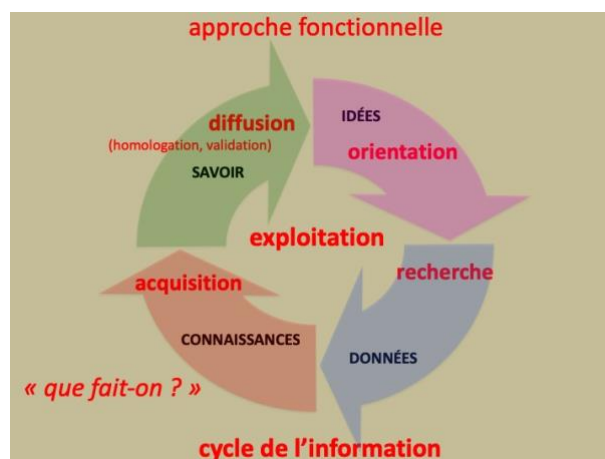 approche fonctionnelle
diffusion
(homologation, validation)
SAVOIR
IDÉES
orientation
exploitation
acquisition
recherche
CONNAISSANCES
DONNÉES
« que fait-on ? »
cycle de l’information